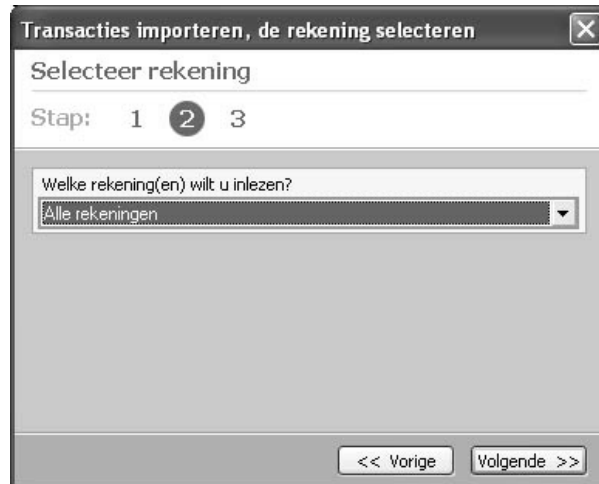 Transacties importeren, de rekening selecteren
Selecteer rekening
Stap: 1 2 3
Welke rekening(en) wilt u inlezen?
Alle rekeningen
<< Vorige Volgende >>